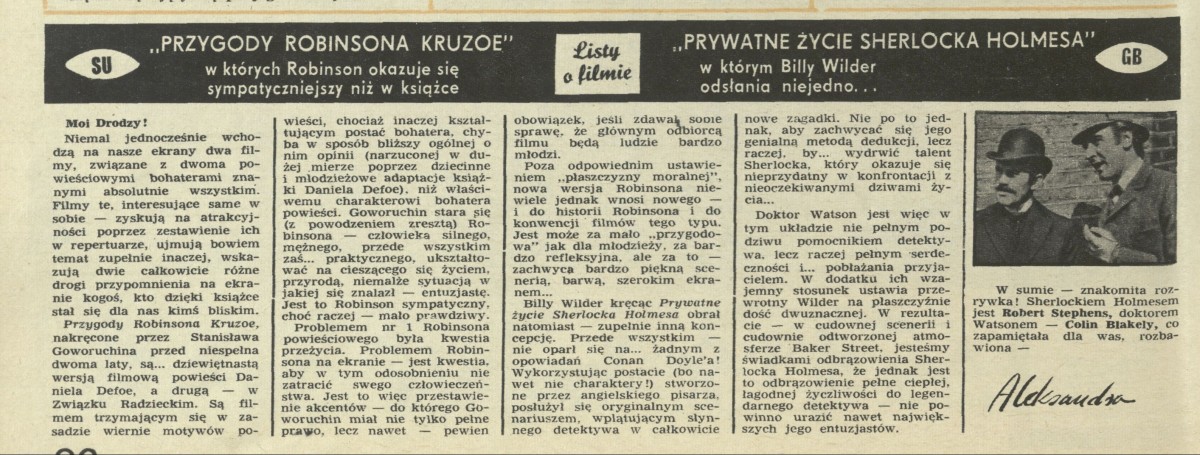 SU
„PRZYGODY ROBINSONA KRUZOE”
w których Robinson okazuje się
sympatyczniejszy niż w książce
Listy
o filmie
„PRYWATNE ŻYCIE SHERLOCKA HOLMESA”
w którym Billy Wilder
odsłania niejedno...
GB
Moi Drodzy!
Niemal jednocześnie wcho-
dzą na nasze ekrany dwa fil-
my, związane z dwoma po-
wieściowymi bohaterami zna-
nymi absolutnie wszystkim.
Filmy te, interesujące same w
sobie — zyskują na atrakcyj-
ności poprzez zestawienie ich
w repertuarze, ujmują bowiem
temat zupełnie inaczej, wska-
zują dwie całkowicie różne
drogi przypomnienia na ekra-
nie kogoś, kto dzięki książce
stał się dla nas kimś bliskim.
Przygody Robinsona Kruzoe,
nakręcone przez Stanisława
Goworuchina przed niespełna
dwoma laty, są... dziewiętnastą
wersją filmową powieści Da-
niela Defoe, a drugą — w
Związku Radzieckim. Są fil-
mem trzymającym się w za-
sadzie wiernie motywów po-
wieści, chociaż inaczej kształ-
tującym postać bohatera, chy-
ba w sposób bliższy ogólnej o
nim opinii (narzuconej w du-
żej mierze poprzez dziecinne
i młodzieżowe adaptacje książ-
ki Daniela Defoe), niż właści-
wemu charakterowi bohatera
powieści. Goworuchin stara się
(z powodzeniem zresztą) Ro-
binsona — człowieka silnego,
mężnego, przede wszystkim
zaś... praktycznego, ukształto-
wać na cieszącego się życiem,
przyrodą, niemalże sytuacją w
jakiej się znalazł — entuzjastę.
Jest to Robinson sympatyczny,
choć raczej — mało prawdziwy.
Problemem nr 1 Robinsona
powieściowego była kwestia
przeżycia. Problemem Robin-
sona na ekranie — jest kwestia,
aby w tym odosobnieniu nie
zatracić swego człowieczeń-
stwa. Jest to więc przestawie-
nie akcentów — do którego Go-
woruchin miał nie tylko pełne
prawo, lecz nawet — pewien
obowiązek, jeśli zdawał sobie
sprawę, że głównym odbiorcą
filmu będą ludzie bardzo
młodzi.
Poza odpowiednim ustawie-
niem „płaszczyzny moralnej”,
nowa wersja Robinsona nie-
wiele jednak wnosi nowego —
i do historii Robinsona i do
konwencji filmów tego typu.
Jest może za mało „przygodo-
wa” jak dla młodzieży, za bar-
dzo refleksyjna, ale za to —
zachwyca bardzo piękną sce-
nerią, barwą, szerokim ekra-
nem...
Billy Wilder kręcąc Prywatne
życie Sherlocka Holmesa obrał
natomiast — zupełnie inną kon-
cepcję. Przede wszystkim —
nie oparł się na... żadnym z
opowiadań Conan Doyle'a!
Wykorzystując postacie (bo na-
wet nie charaktery!) stworzo-
ne przez angielskiego pisarza,
posłużył się oryginalnym sce-
nariuszem, wplątującym słyn-
nego detektywa w całkowicie
nowe zagadki. Nie po to jed-
nak, aby zachwycać się jego
genialną metodą dedukcji, lecz
raczej, by... wydrwić talent
Sherlocka, który okazuje się
nieprzydatny w konfrontacji z
nieoczekiwanymi dziwami ży-
cia...
Doktor Watson jest więc w
tym układzie nie pełnym po-
dziwu pomocnikiem detekty-
wa, lecz raczej pełnym serde-
czności i... pobłażania przyja-
cielem. W dodatku ich wza-
jemny stosunek ustawia prze-
wrotny Wilder na płaszczyźnie
dość dwuznacznej. W rezulta-
cie — w cudownej scenerii i
cudownie odtworzonej atmo-
sferze Baker Street, jesteśmy
świadkami odbrązowienia Sher-
locka Holmesa, że jednak jest
to odbrązowienie pełne ciepłej,
łagodnej życzliwości do legen-
darnego detektywa — nie po-
winno urazić nawet najwięk-
szych jego entuzjastów.
W sumie — znakomita roz-
rywka! Sherlockiem Holmesem
jest Robert Stephens, doktorem
Watsonem — Colin Blakely, co
zapamiętała dla was, rozba-
wiona —
Aleksandra